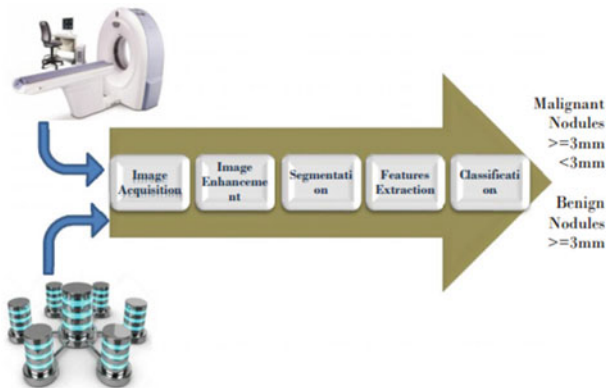 Image
Acquisition
Image
Enhanceme
nt
Segmentati
on
Features
Extraction
Classificati
on
Malignant
Nodules
>=3mm
<3mm
Benign
Nodules
>=3mm